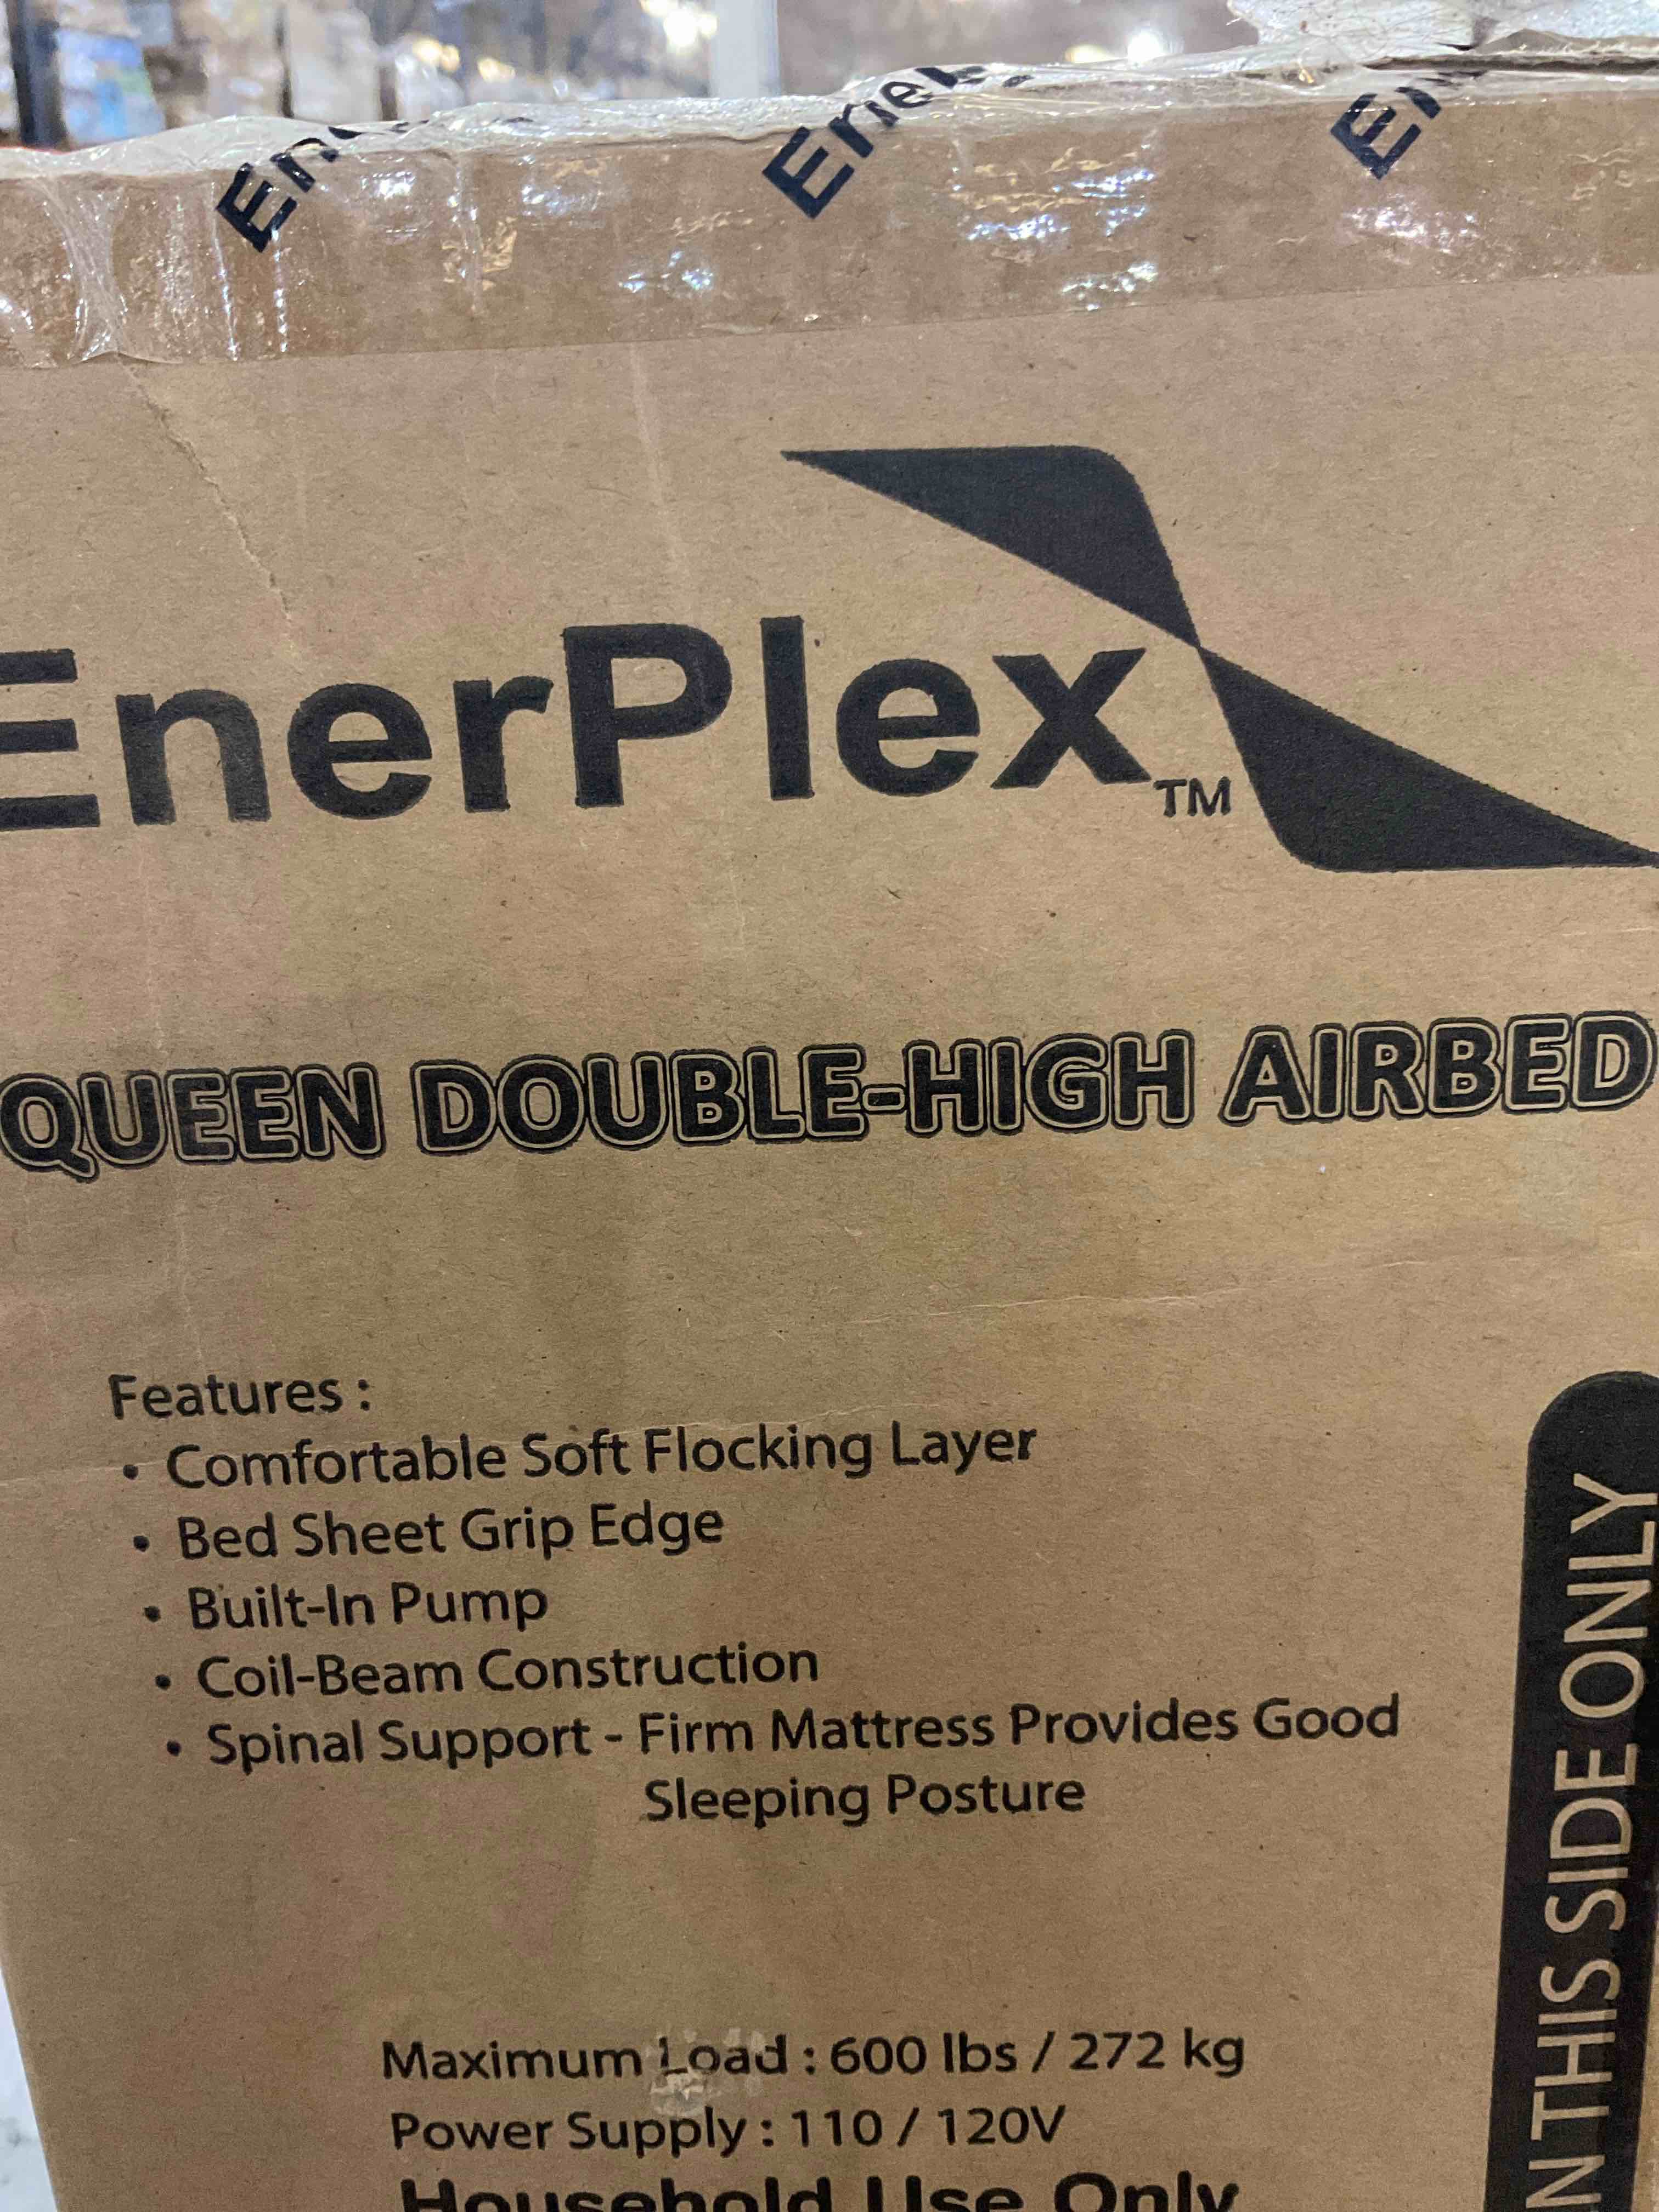 EnerPlex™
QUEEN DOUBLE-HIGH AIRBED
Features :
• Comfortable Soft Flocking Layer
• Bed Sheet Grip Edge
• Built-In Pump
• Coil-Beam Construction
• Spinal Support - Firm Mattress Provides Good
Sleeping Posture
Maximum Load : 600 lbs / 272 kg
Power Supply : 110 / 120V
Household Use Only
THIS SIDE ONLY